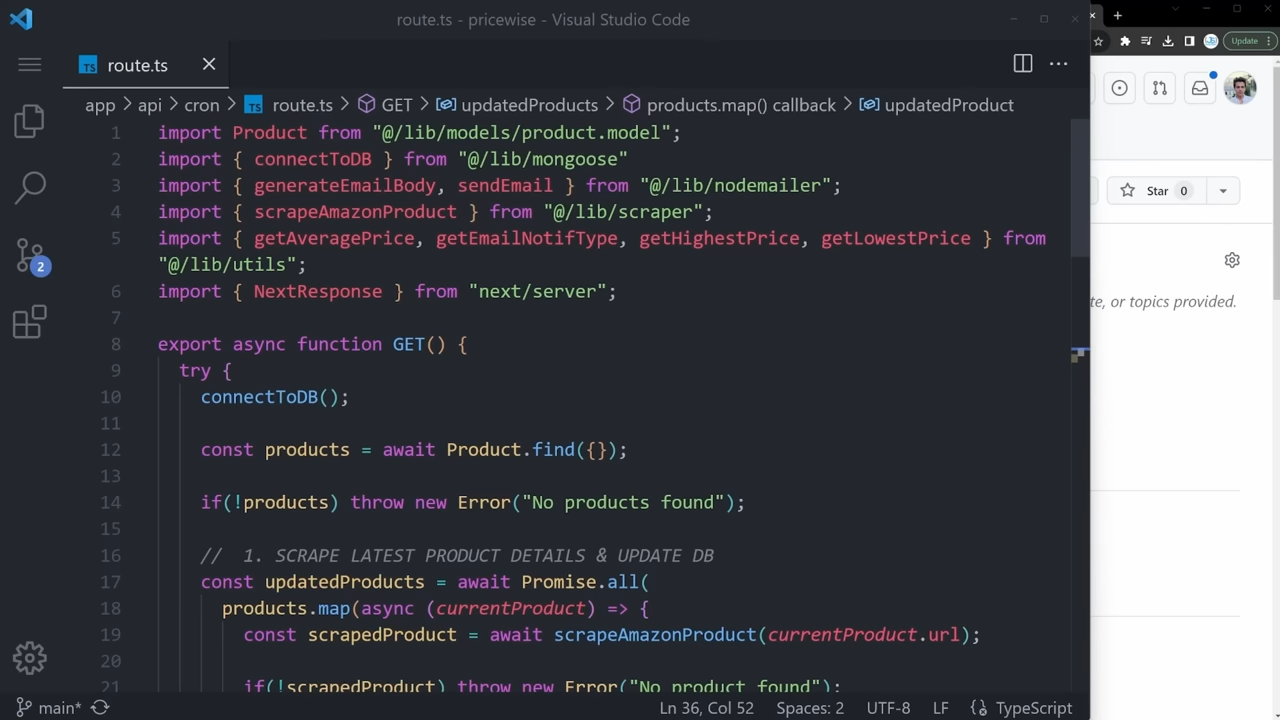 route.ts - pricewise - Visual Studio Code
TS route.ts
Update
app > api > cron > TS route.ts > GET > updatedProducts > products.map() callback > updatedProduct
1 import Product from "@/lib/models/product.model";
2 import { connectToDB } from "@/lib/mongoose"
3 import { generateEmailBody, sendEmail } from "@/lib/nodemailer";
4 import { scrapeAmazonProduct } from "@/lib/scraper";
5 import { getAveragePrice, getEmailNotifType, getHighestPrice, getLowestPrice } from
"@/lib/utils";
6 import { NextResponse } from "next/server";
7
8 export async function GET() {
9 try {
10 connectToDB();
11
12 const products = await Product.find({});
13
14 if(!products) throw new Error("No products found");
15
16 // 1. SCRAPE LATEST PRODUCT DETAILS & UPDATE DB
17 const updatedProducts = await Promise.all(
18 products.map(async (currentProduct) => {
19 const scrapedProduct = await scrapeAmazonProduct(currentProduct.url);
20
21 if(!scrapedProduct) throw new Error("No product found");
2
Star 0
te, or topics provided.
main* Ln 36, Col 52 Spaces: 2 UTF-8 LF {} TypeScript